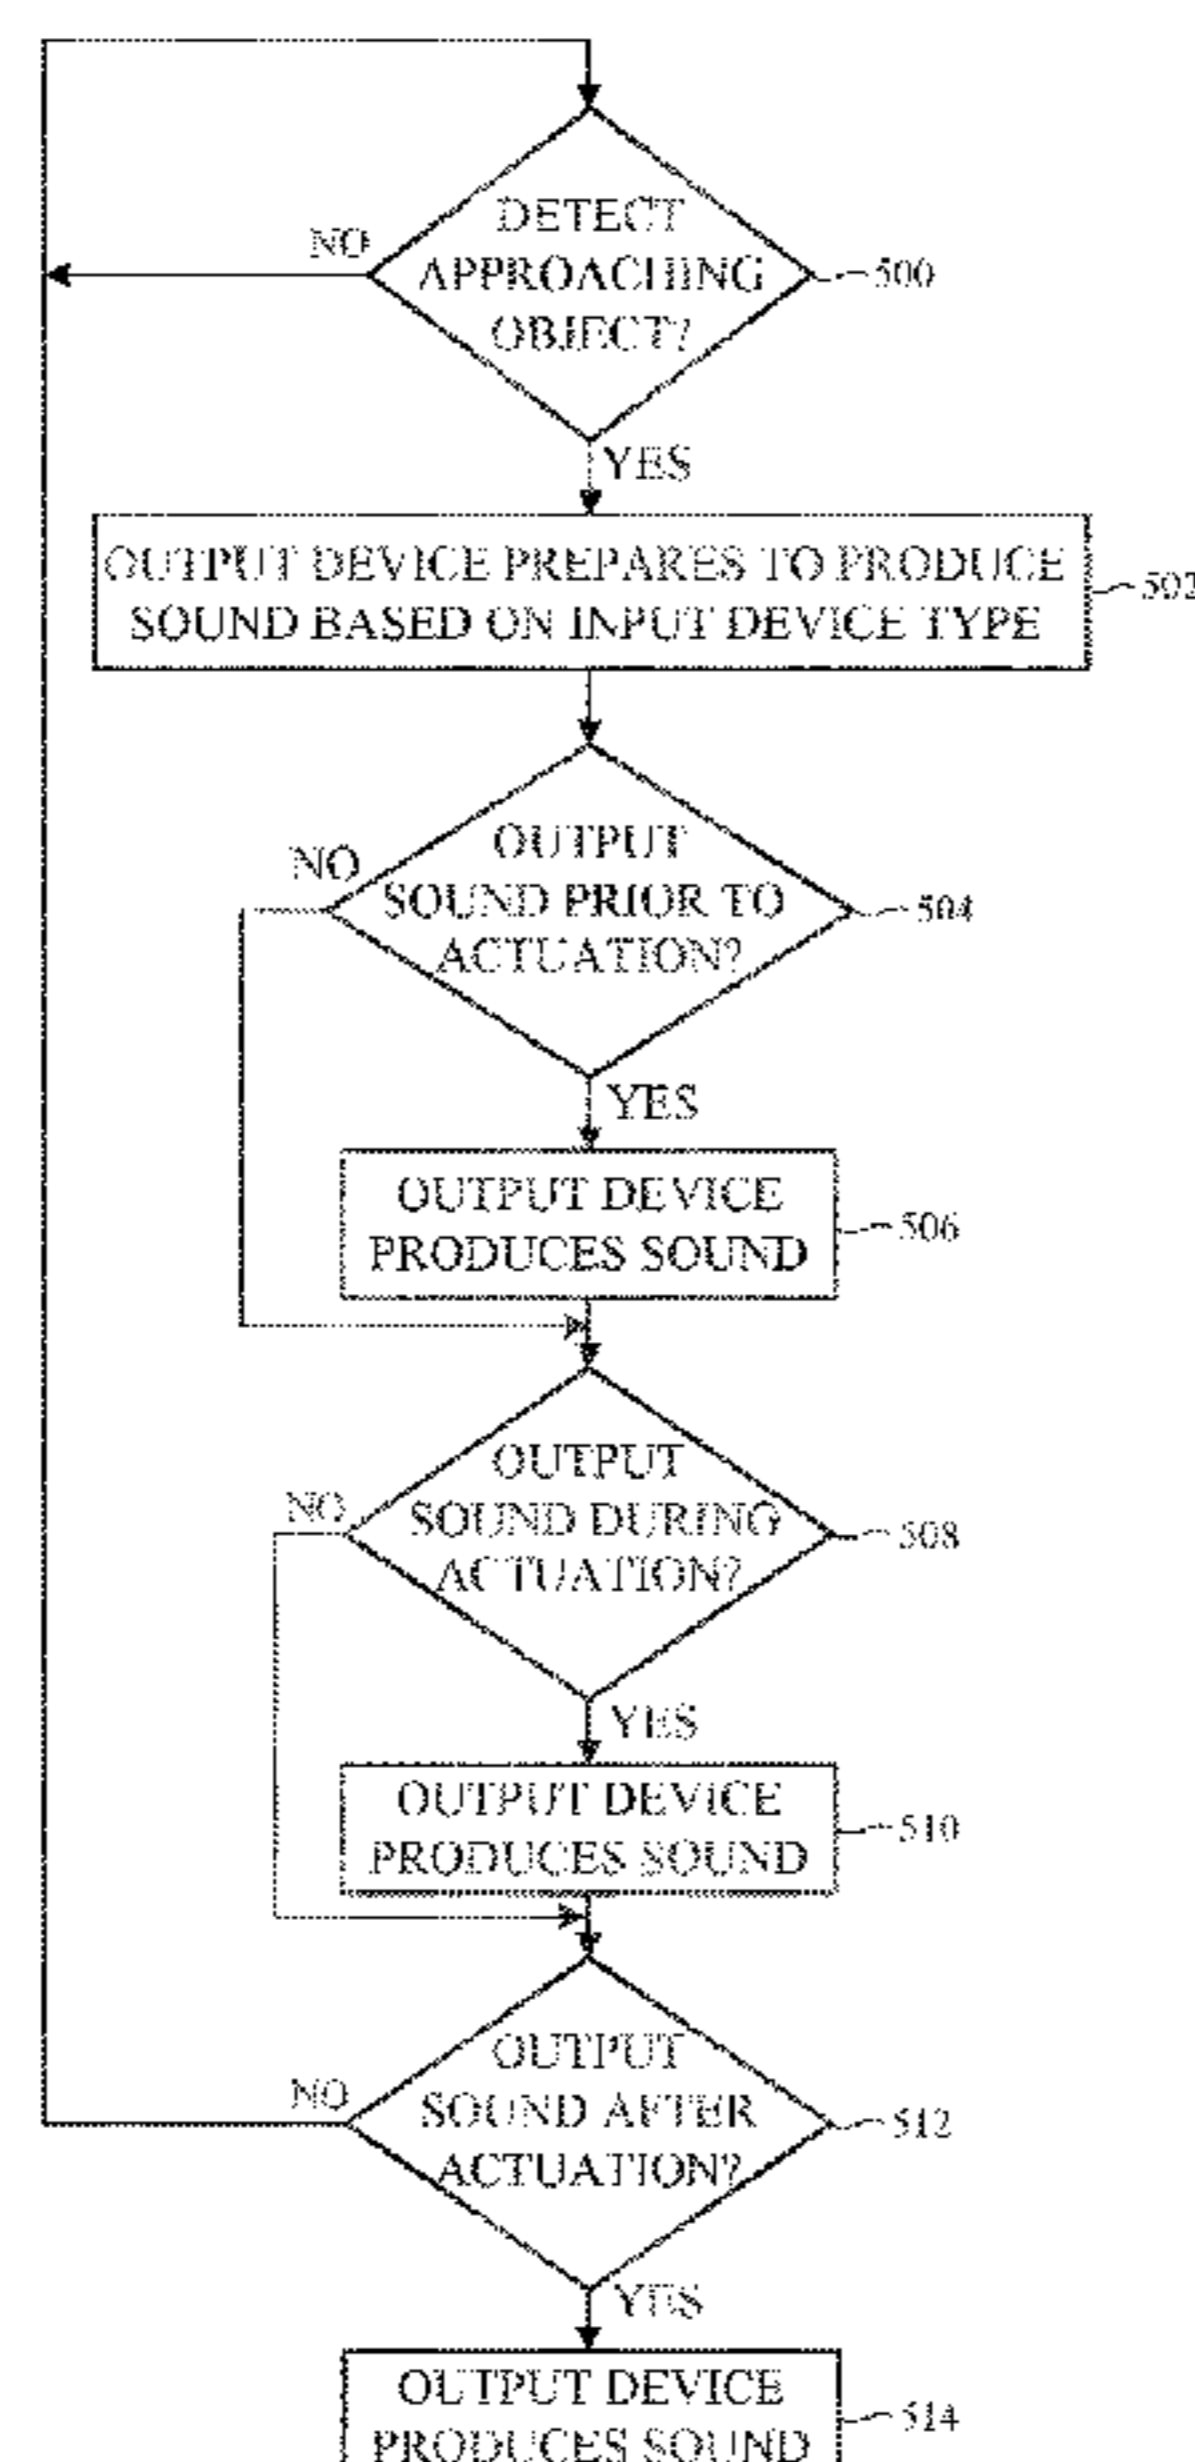 DETECT
APPROACHING
OBJECT?
NO
500
YES
OUTPUT DEVICE PREPARES TO PRODUCE
SOUND BASED ON INPUT DEVICE TYPE
502
OUTPUT
SOUND PRIOR TO
ACTUATION?
NO
504
YES
OUTPUT DEVICE
PRODUCES SOUND
506
OUTPUT
SOUND DURING
ACTUATION?
NO
508
YES
OUTPUT DEVICE
PRODUCES SOUND
510
OUTPUT
SOUND AFTER
ACTUATION?
NO
512
YES
OUTPUT DEVICE
PRODUCES SOUND
514